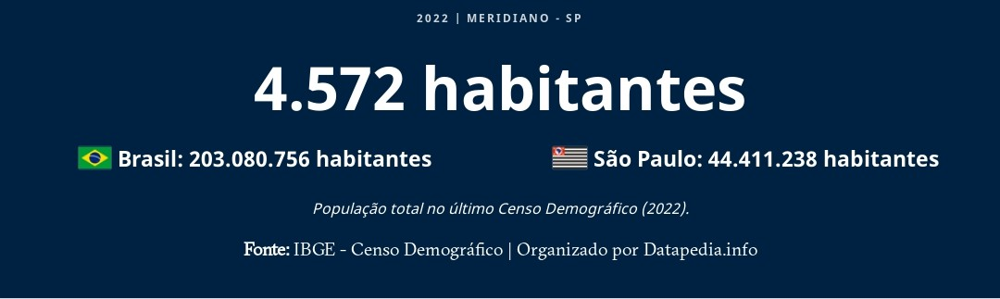 2022 | MERIDIANO - SP
4.572 habitantes
Brasil: 203.080.756 habitantes
São Paulo: 44.411.238 habitantes
População total no último Censo Demográfico (2022).
Fonte: IBGE - Censo Demográfico | Organizado por Datapedia.info